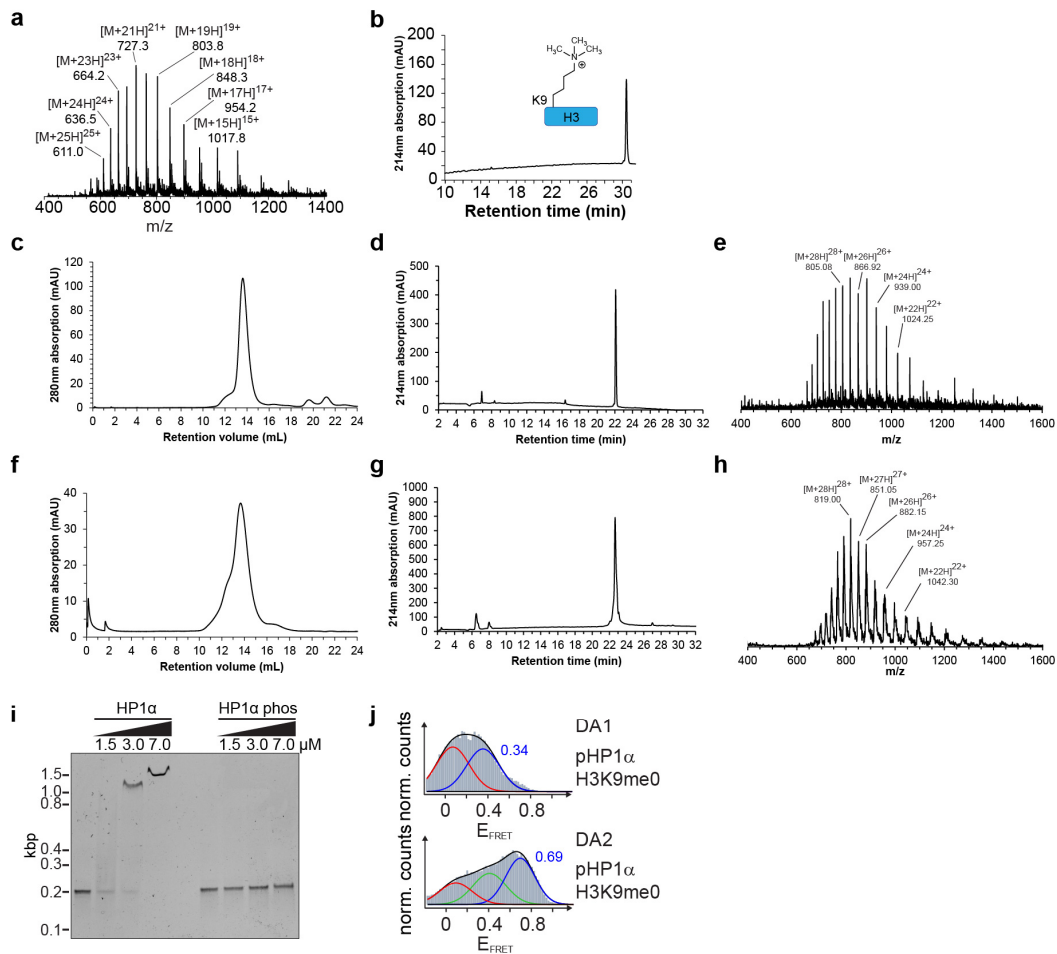 a
[M+21H]21+
727.3
[M+19H]19+
803.8
[M+23H]23+
664.2
[M+18H]18+
848.3
[M+24H]24+
636.5
[M+17H]17+
954.2
[M+25H]25+
611.0
[M+15H]15+
1017.8
400 600 800 1000 1200 1400
m/z
b
214nm absorption (mAU)
200
160
120
80
40
0
10 14 18 22 26 30
Retention time (min)
CH3
H3C CH3
N
⊕
K9
H3
c
280nm absorption (mAU)
120
100
80
60
40
20
0
0 2 4 6 8 10 12 14 16 18 20 22 24
Retention volume (mL)
d
214nm absorption (mAU)
500
400
300
200
100
0
2 4 6 8 10 12 14 16 18 20 22 24 26 28 30 32
Retention time (min)
e
[M+28H]28+
805.08
[M+26H]26+
866.92
[M+24H]24+
939.00
[M+22H]22+
1024.25
400 600 800 1000 1200 1400 1600
m/z
f
280nm absorption (mAU)
40
30
20
10
0
0 2 4 6 8 10 12 14 16 18 20 22 24
Retention volume (mL)
g
214nm absorption (mAU)
1000
900
800
700
600
500
400
300
200
100
0
2 4 6 8 10 12 14 16 18 20 22 24 26 28 30 32
Retention time (min)
h
[M+28H]28+
819.00
[M+27H]27+
851.05
[M+26H]26+
882.15
[M+24H]24+
957.25
[M+22H]22+
1042.30
400 600 800 1000 1200 1400 1600
m/z
i
HP1α HP1α phos
1.5 3.0 7.0 1.5 3.0 7.0 μM
kbp
1.5
1.0
0.8
0.4
0.3
0.2
0.1
j
norm. counts
0.34
0 0.4 0.8
EFRET
DA1
pHP1α
H3K9me0
norm. counts
0.69
0 0.4 0.8
EFRET
DA2
pHP1α
H3K9me0